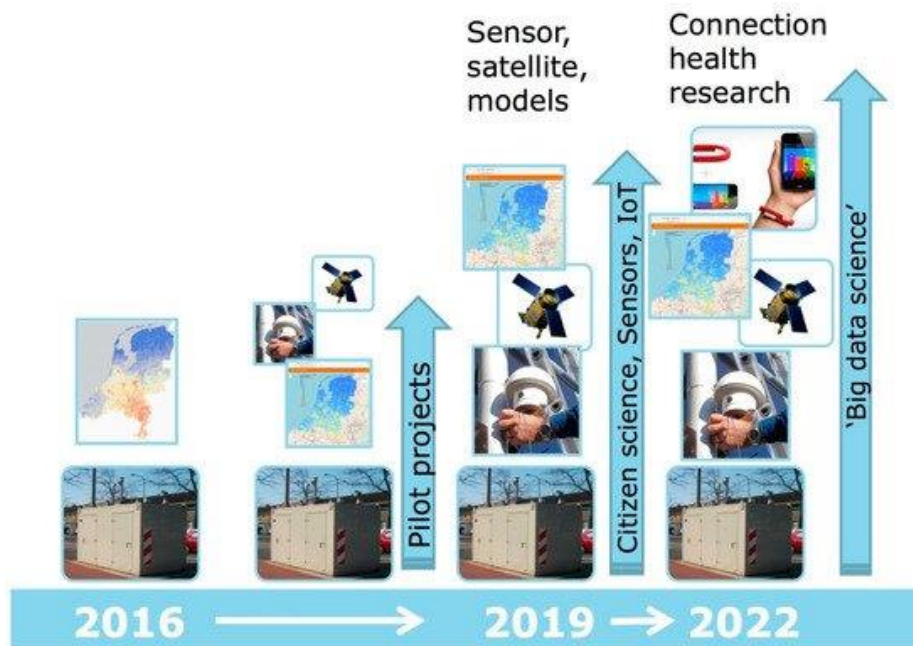 Sensor,
satellite,
models
Connection
health
research
Pilot projects
Citizen science, Sensors, IoT
'Big data science'
2016
2019
2022